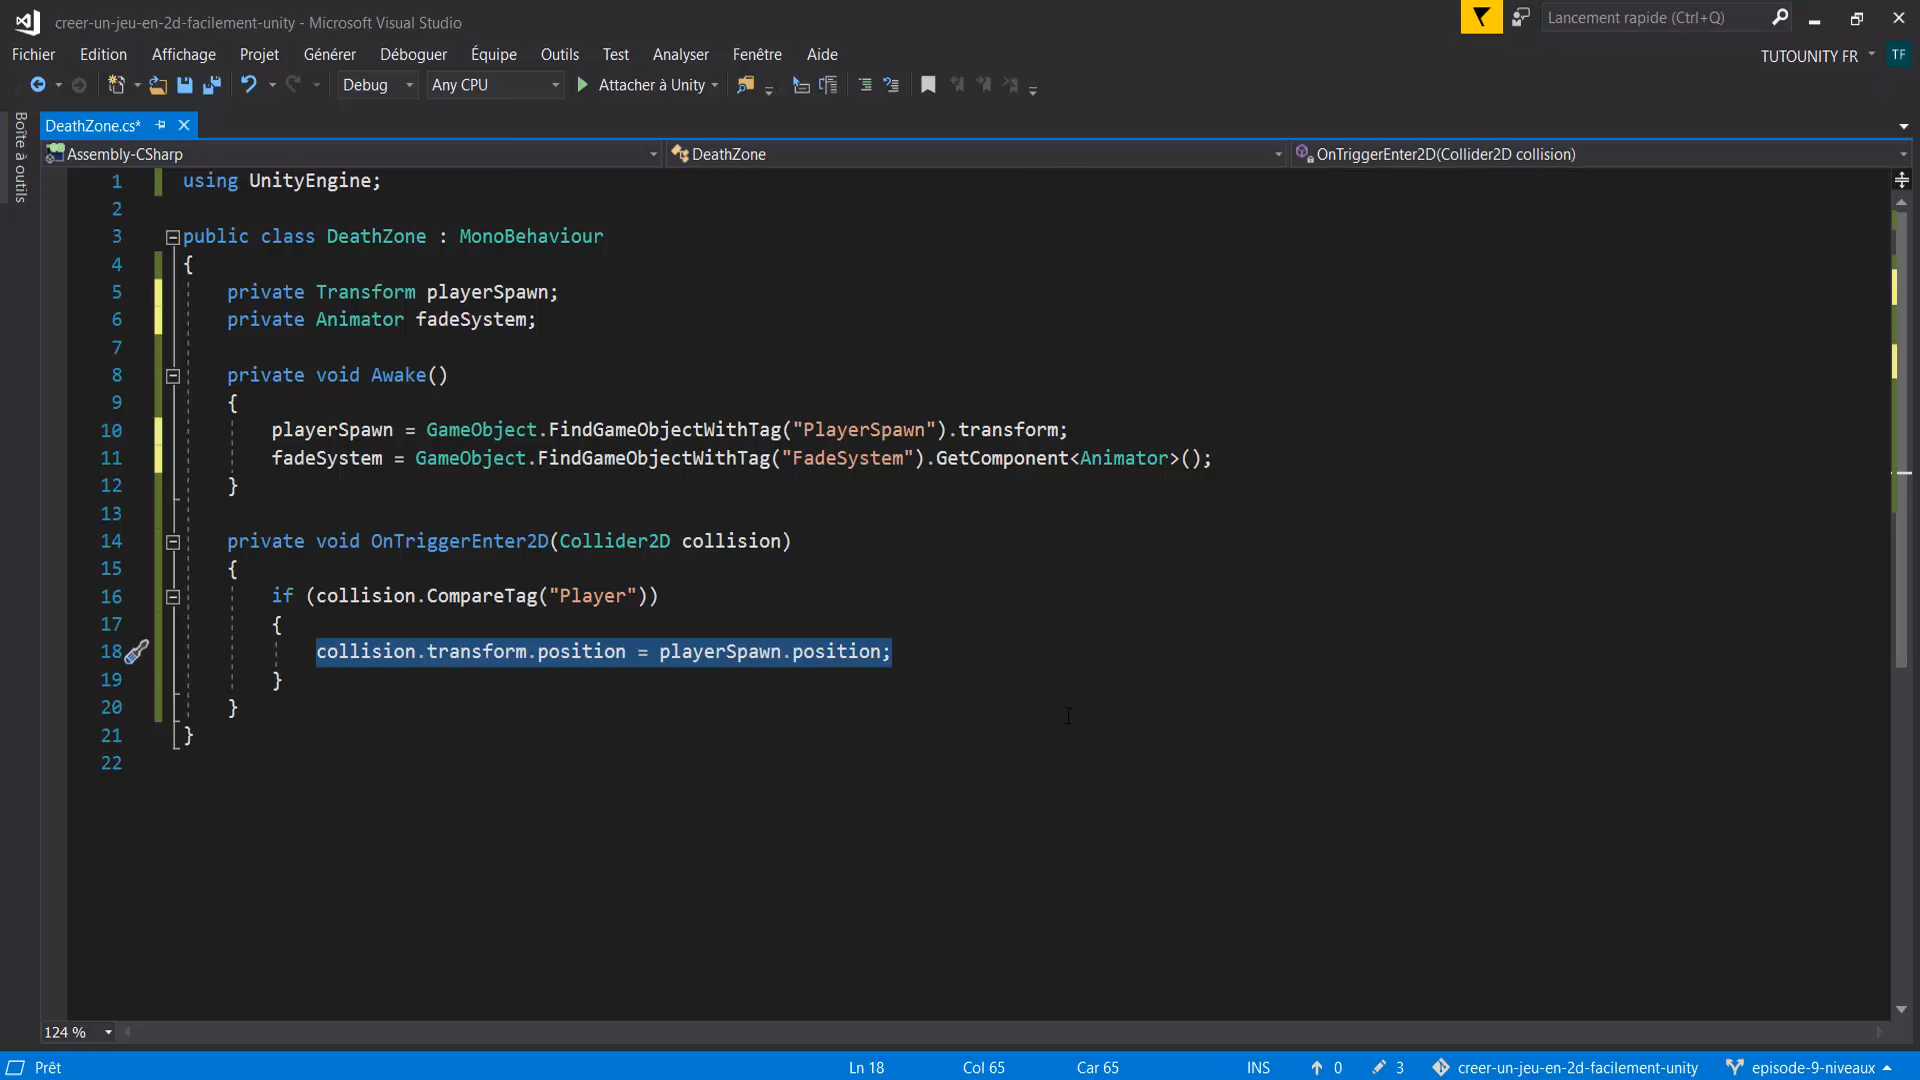 creer-un-jeu-en-2d-facilement-unity - Microsoft Visual Studio
Lancement rapide (Ctrl+Q)
Fichier Edition Affichage Projet Générer Déboguer Équipe Outils Test Analyser Fenêtre Aide
TUTOUNITY FR TF
Debug Any CPU Attacher à Unity
Boîte à outils
DeathZone.cs*
Assembly-CSharp DeathZone OnTriggerEnter2D(Collider2D collision)
1 using UnityEngine;
2
3 public class DeathZone : MonoBehaviour
4 {
5 private Transform playerSpawn;
6 private Animator fadeSystem;
7
8 private void Awake()
9 {
10 playerSpawn = GameObject.FindGameObjectWithTag("PlayerSpawn").transform;
11 fadeSystem = GameObject.FindGameObjectWithTag("FadeSystem").GetComponent<Animator>();
12 }
13
14 private void OnTriggerEnter2D(Collider2D collision)
15 {
16 if (collision.CompareTag("Player"))
17 {
18 collision.transform.position = playerSpawn.position;
19 }
20 }
21 }
22
124 %
Prêt Ln 18 Col 65 Car 65 INS 0 3 creer-un-jeu-en-2d-facilement-unity episode-9-niveaux